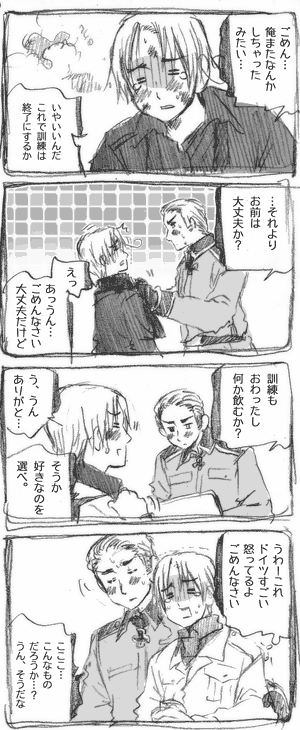 ごめん…
俺またなんか
しちゃった
みたい…
いやいいんだ
これで訓練は
終了にするか
…それより
お前は
大丈夫か?
えっ
あっうん…
ごめんなさい
大丈夫だけど
訓練も
おわったし
何か飲むか?
う、うん
ありがと…
そうか
好きなのを
選べ。
うわーこれ
ドイツすごい
怒ってるよ
ごめんなさい
ここ…
こんなもの
だろうか…?
うん、そうだな